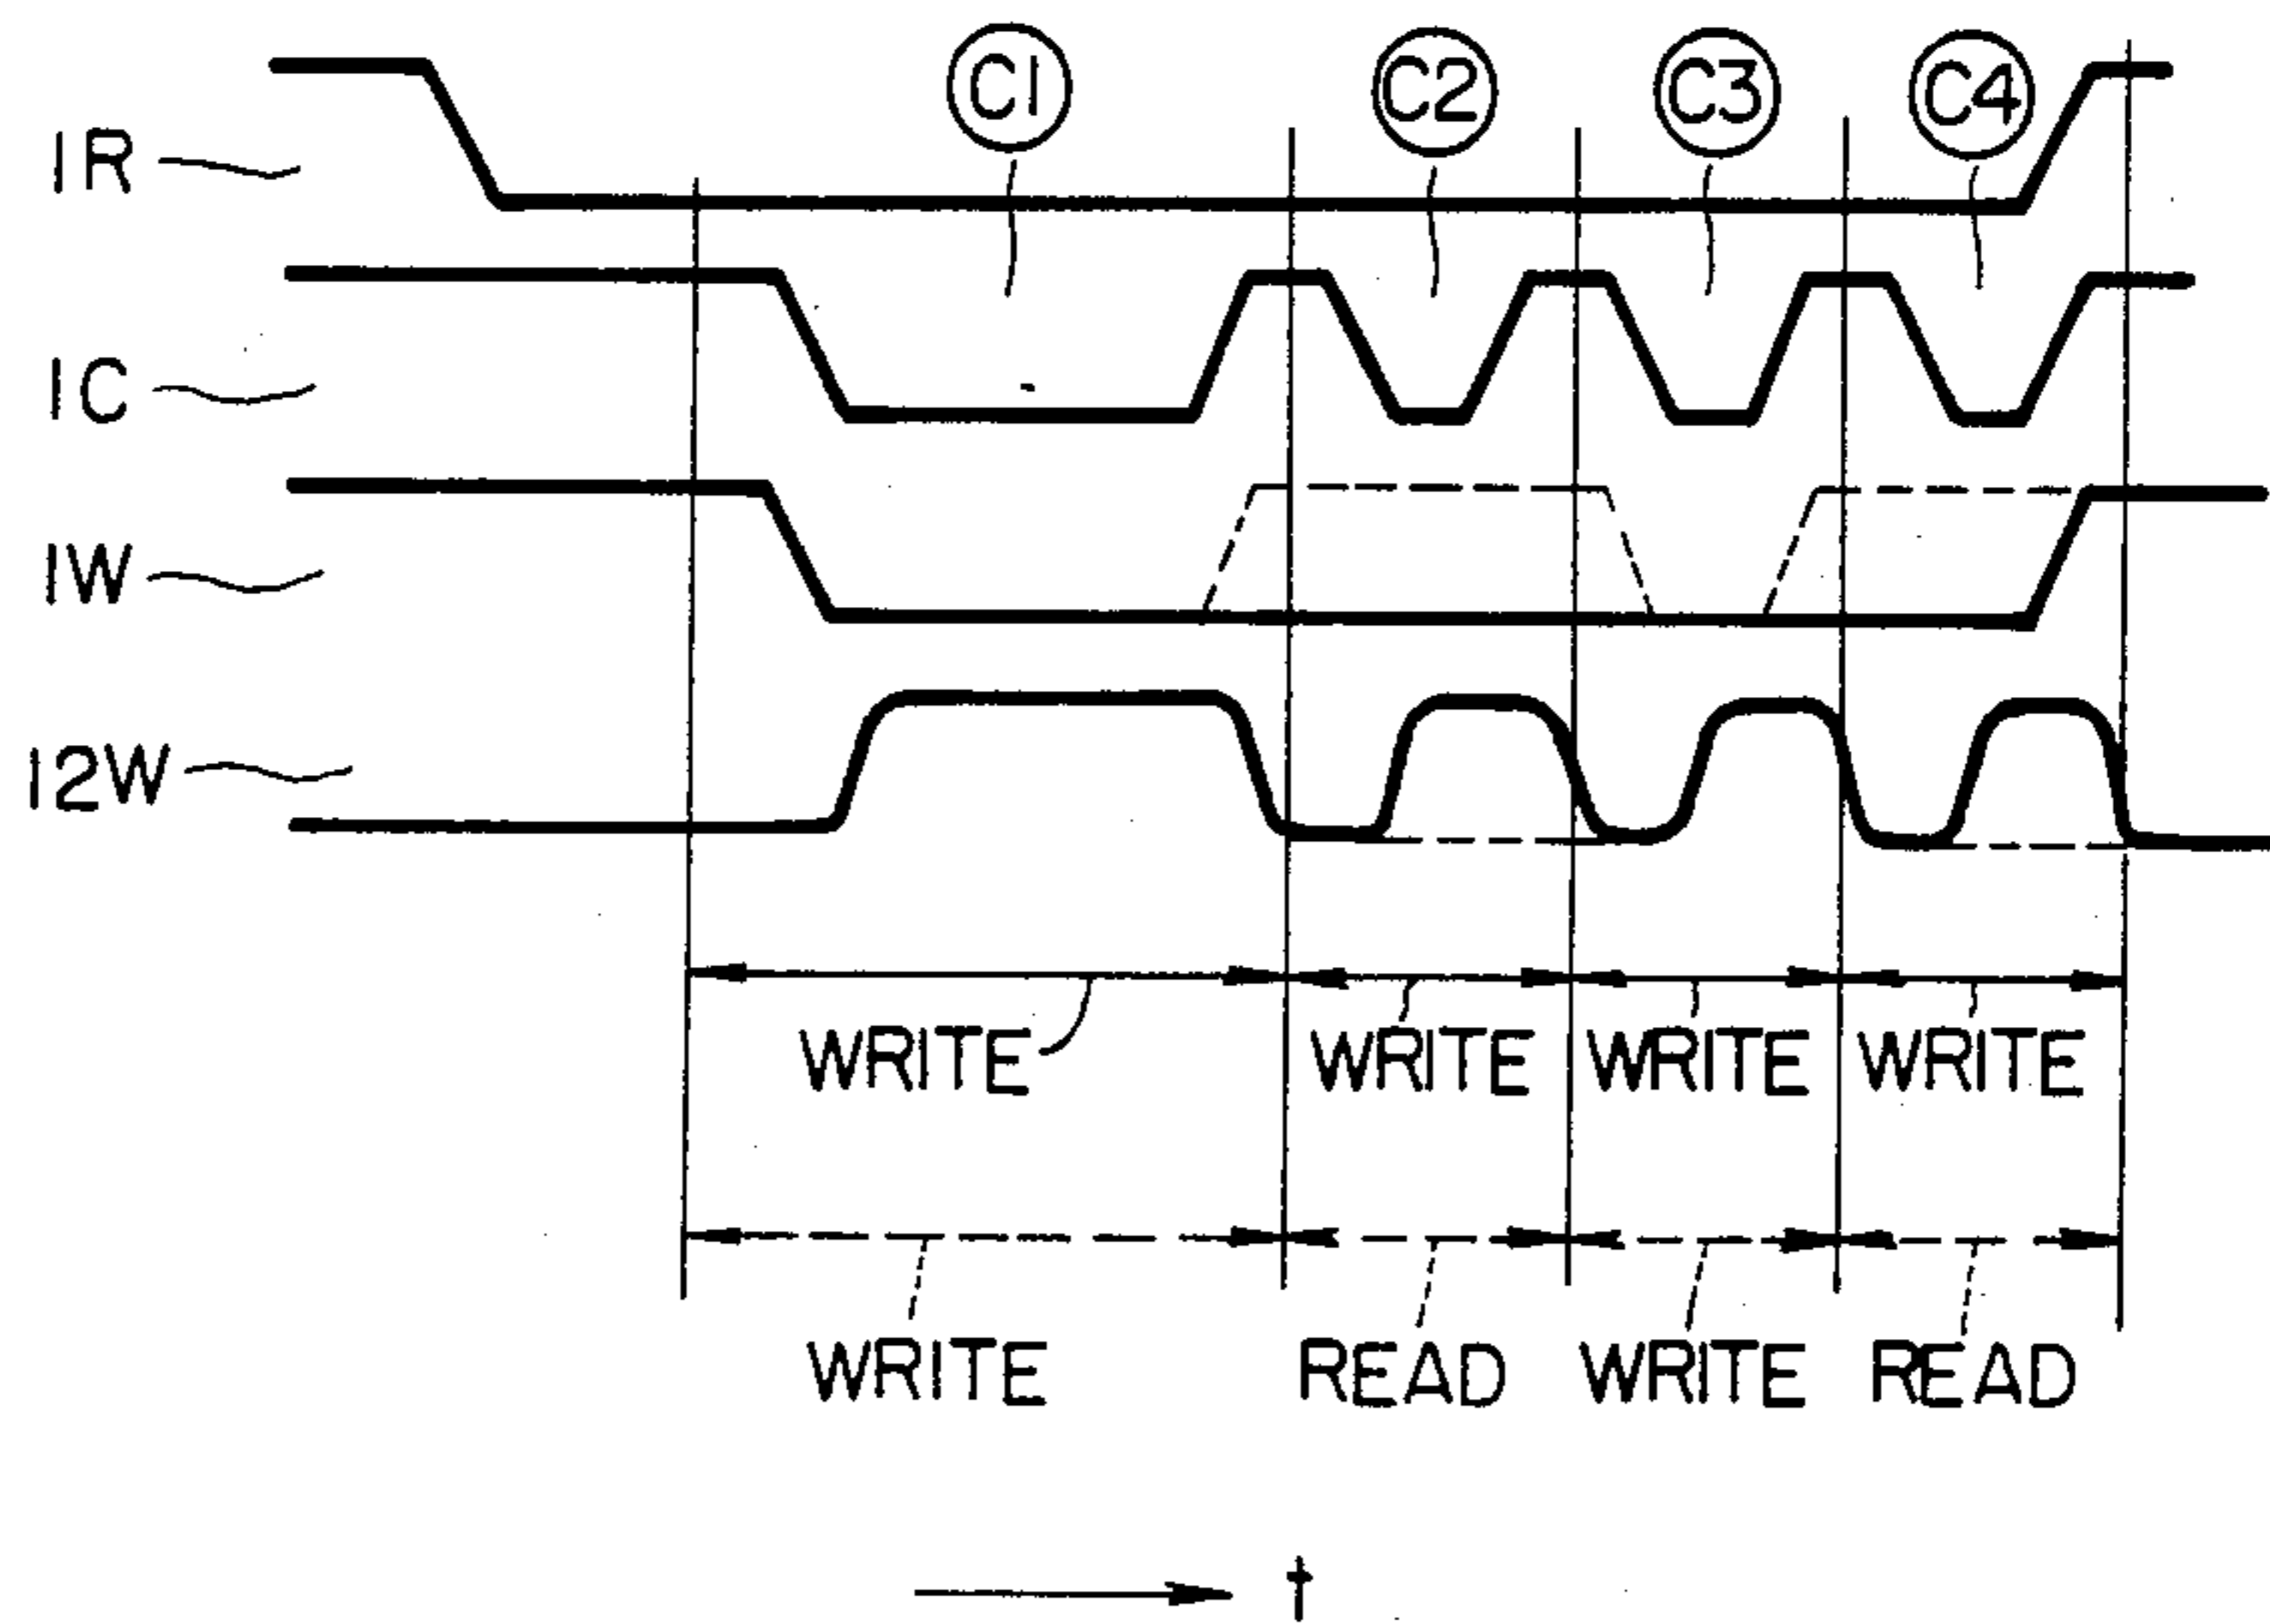 C1 C2 C3 C4
1R
1C
1W
12W
WRITE WRITE WRITE WRITE
WRITE READ WRITE READ
t